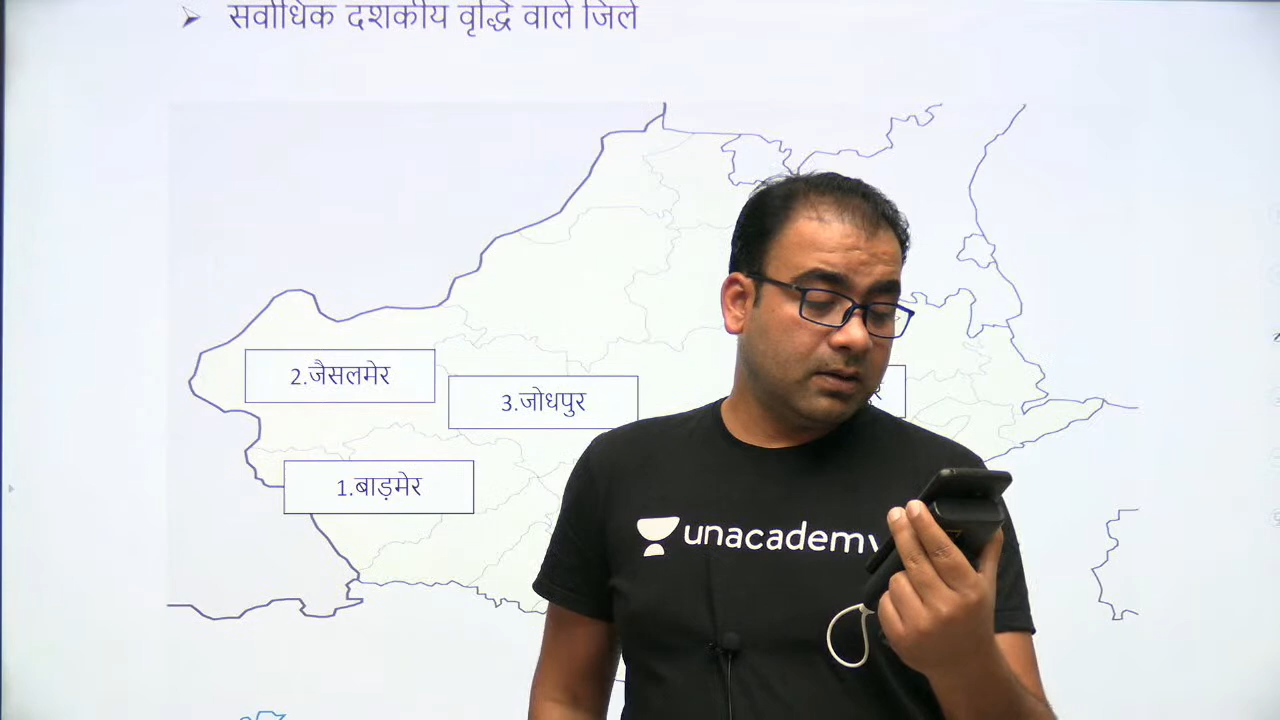 ➤ सर्वाधिक दशकीय वृद्धि वाले जिले
2.जैसलमेर
3.जोधपुर
1.बाड़मेर
unacademy